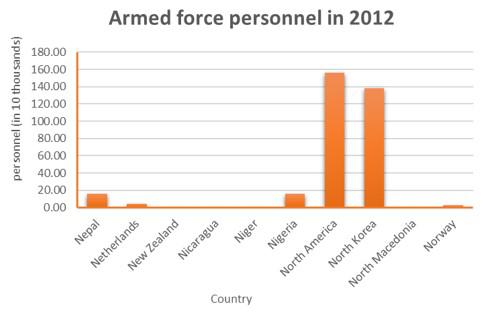 Armed force personnel in 2012
personnel (in 10 thousands)
180.00
160.00
140.00
120.00
100.00
80.00
60.00
40.00
20.00
0.00
Nepal
Netherlands
New Zealand
Nicaragua
Niger
Nigeria
North America
North Korea
North Macedonia
Norway
Country